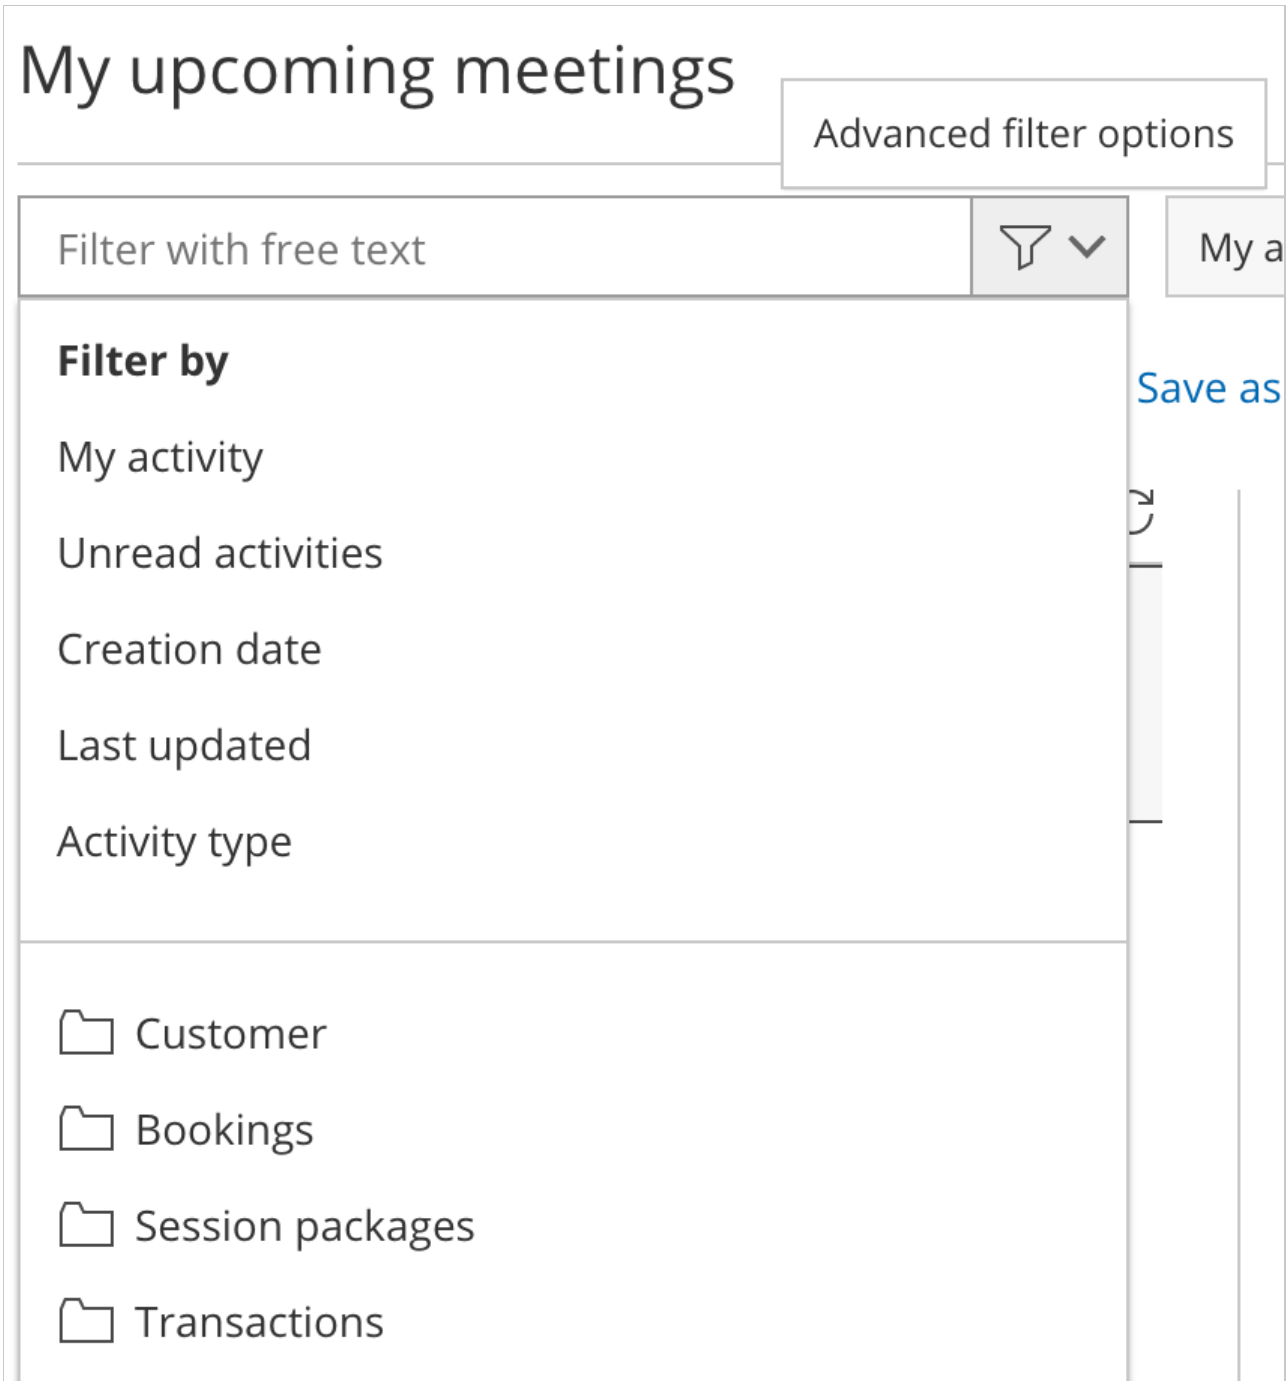 My upcoming meetings
Advanced filter options
Filter with free text
My a
Filter by
Save as
My activity
Unread activities
Creation date
Last updated
Activity type
Customer
Bookings
Session packages
Transactions